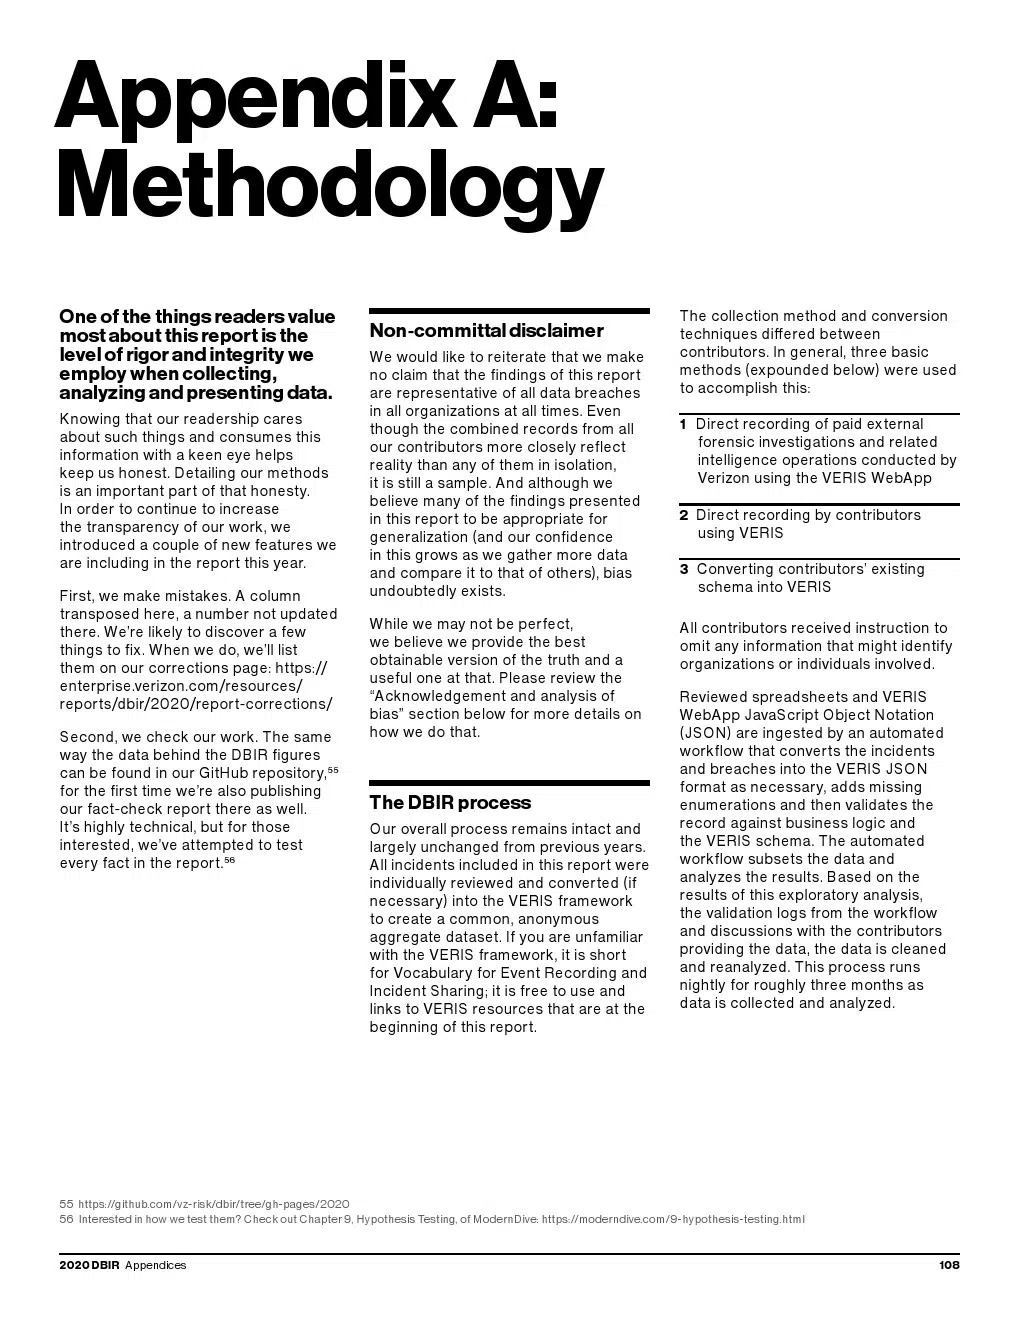 Appendix A:
Methodology
One of the things readers value
most about this report is the
level of rigor and integrity we
employ when collecting,
analyzing and presenting data.
Knowing that our readership cares
about such things and consumes this
information with a keen eye helps
keep us honest. Detailing our methods
is an important part of that honesty.
In order to continue to increase
the transparency of our work, we
introduced a couple of new features we
are including in the report this year.
First, we make mistakes. A column
transposed here, a number not updated
there. We’re likely to discover a few
things to fix. When we do, we’ll list
them on our corrections page: https://
enterprise.verizon.com/resources/
reports/dbir/2020/report-corrections/
Second, we check our work. The same
way the data behind the DBIR figures
can be found in our GitHub repository,⁵⁵
for the first time we’re also publishing
our fact-check report there as well.
It’s highly technical, but for those
interested, we’ve attempted to test
every fact in the report.⁵⁶
Non-committal disclaimer
We would like to reiterate that we make
no claim that the findings of this report
are representative of all data breaches
in all organizations at all times. Even
though the combined records from all
our contributors more closely reflect
reality than any of them in isolation,
it is still a sample. And although we
believe many of the findings presented
in this report to be appropriate for
generalization (and our confidence
in this grows as we gather more data
and compare it to that of others), bias
undoubtedly exists.
While we may not be perfect,
we believe we provide the best
obtainable version of the truth and a
useful one at that. Please review the
“Acknowledgement and analysis of
bias” section below for more details on
how we do that.
The DBIR process
Our overall process remains intact and
largely unchanged from previous years.
All incidents included in this report were
individually reviewed and converted (if
necessary) into the VERIS framework
to create a common, anonymous
aggregate dataset. If you are unfamiliar
with the VERIS framework, it is short
for Vocabulary for Event Recording and
Incident Sharing; it is free to use and
links to VERIS resources that are at the
beginning of this report.
The collection method and conversion
techniques differed between
contributors. In general, three basic
methods (expounded below) were used
to accomplish this:
1 Direct recording of paid external
forensic investigations and related
intelligence operations conducted by
Verizon using the VERIS WebApp
2 Direct recording by contributors
using VERIS
3 Converting contributors’ existing
schema into VERIS
All contributors received instruction to
omit any information that might identify
organizations or individuals involved.
Reviewed spreadsheets and VERIS
WebApp JavaScript Object Notation
(JSON) are ingested by an automated
workflow that converts the incidents
and breaches into the VERIS JSON
format as necessary, adds missing
enumerations and then validates the
record against business logic and
the VERIS schema. The automated
workflow subsets the data and
analyzes the results. Based on the
results of this exploratory analysis,
the validation logs from the workflow
and discussions with the contributors
providing the data, the data is cleaned
and reanalyzed. This process runs
nightly for roughly three months as
data is collected and analyzed.
55 https://github.com/vz-risk/dbir/tree/gh-pages/2020
56 Interested in how we test them? Check out Chapter 9, Hypothesis Testing, of ModernDive: https://moderndive.com/9-hypothesis-testing.html
2020 DBIR Appendices
108